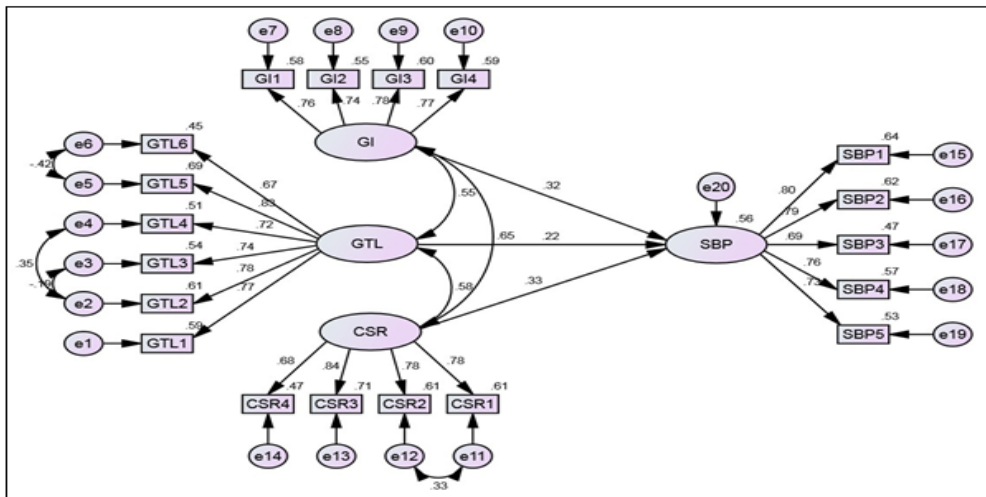 e7 e8 e9 e10
.58 .55 .60 .59
GI1 GI2 GI3 GI4
.76 .74 .78 .77
GI
e6 GTL6 .45
-.42
e5 GTL5 .69
e4 GTL4 .51
.35
e3 GTL3 .54
e2 GTL2 .61
e1 GTL1 .59
.67
.83
.72
.74
.78
.77
GTL
.55
.65
.58
.32
.22
.33
e20
.56
SBP
.80
.79
.69
.76
.64
SBP1 e15
.62
SBP2 e16
.47
SBP3 e17
.57
SBP4 e18
.53
SBP5 e19
CSR
.68 .84 .78 .78
.47 .71 .61 .61
CSR4 CSR3 CSR2 CSR1
e14 e13 e12 e11
.33